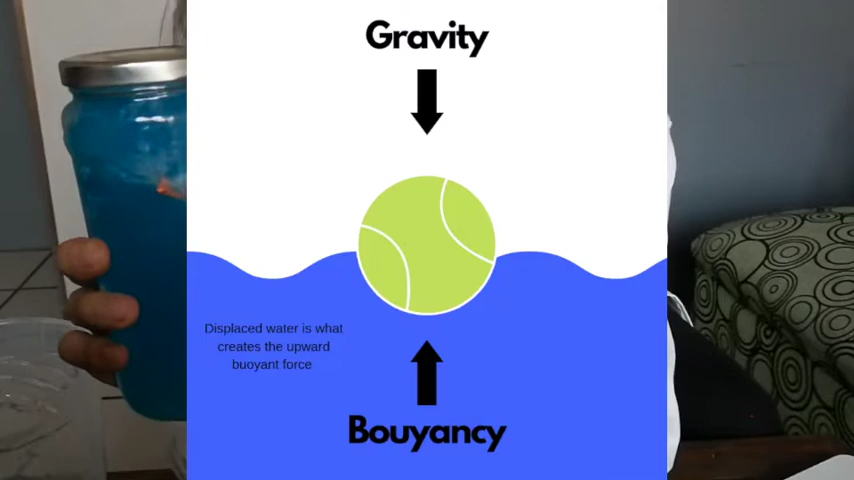 Gravity
Displaced water is what
creates the upward
buoyant force
Bouyancy